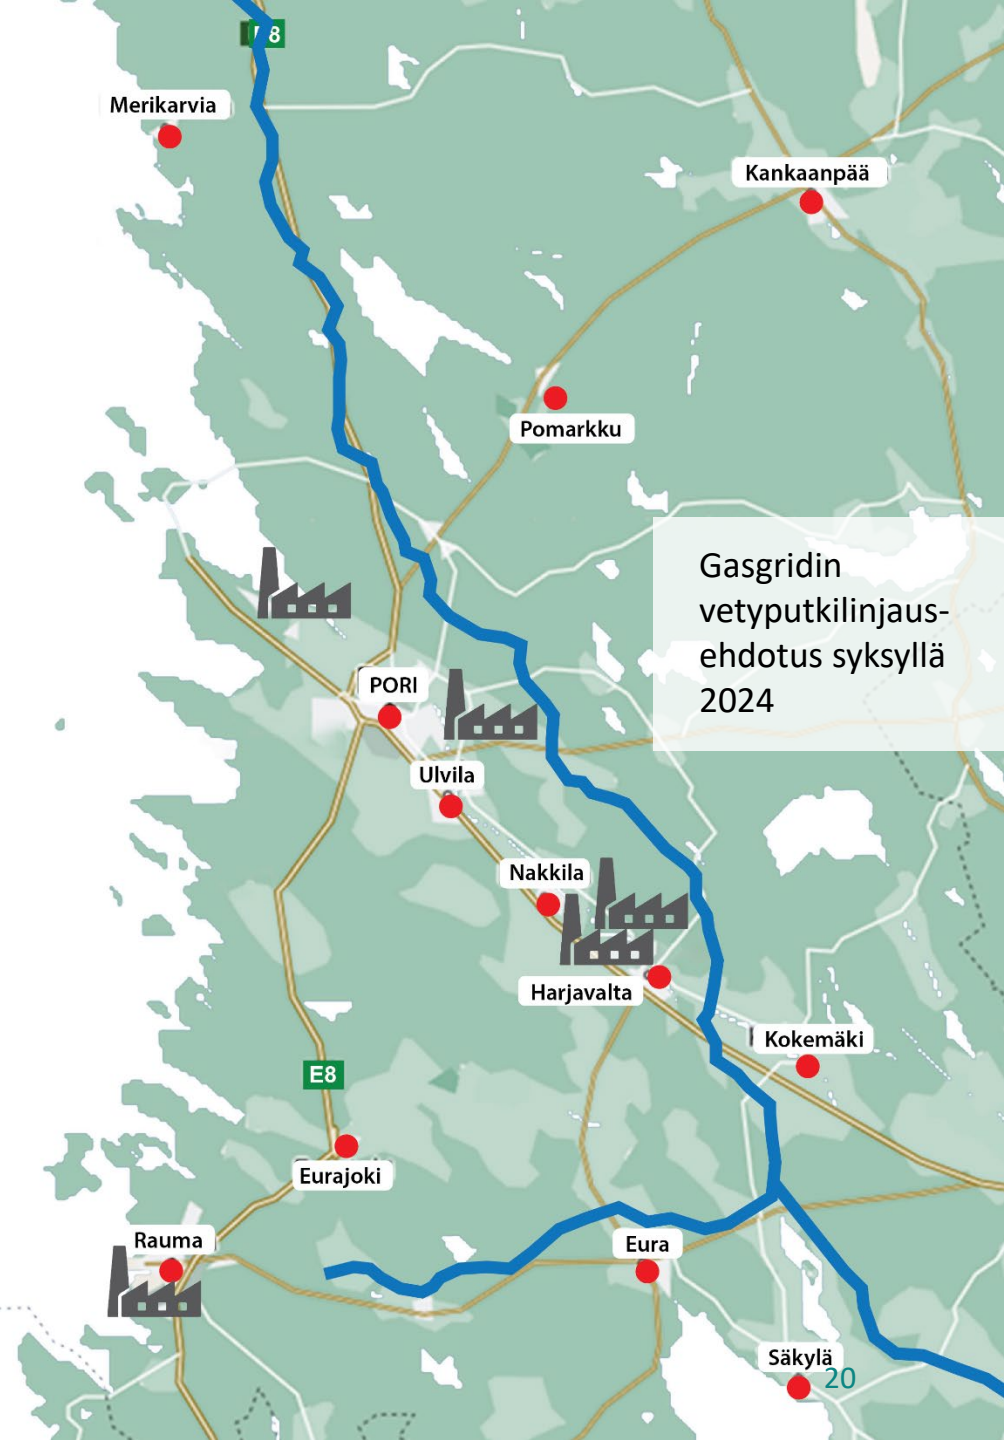 E8
Merikarvia
Kankaanpää
Pomarkku
Gasgridin
vetyputkilinjaus-
ehdotus syksyllä
2024
PORI
Ulvila
Nakkila
Harjavalta
Kokemäki
E8
Eurajoki
Rauma
Eura
Säkylä
20